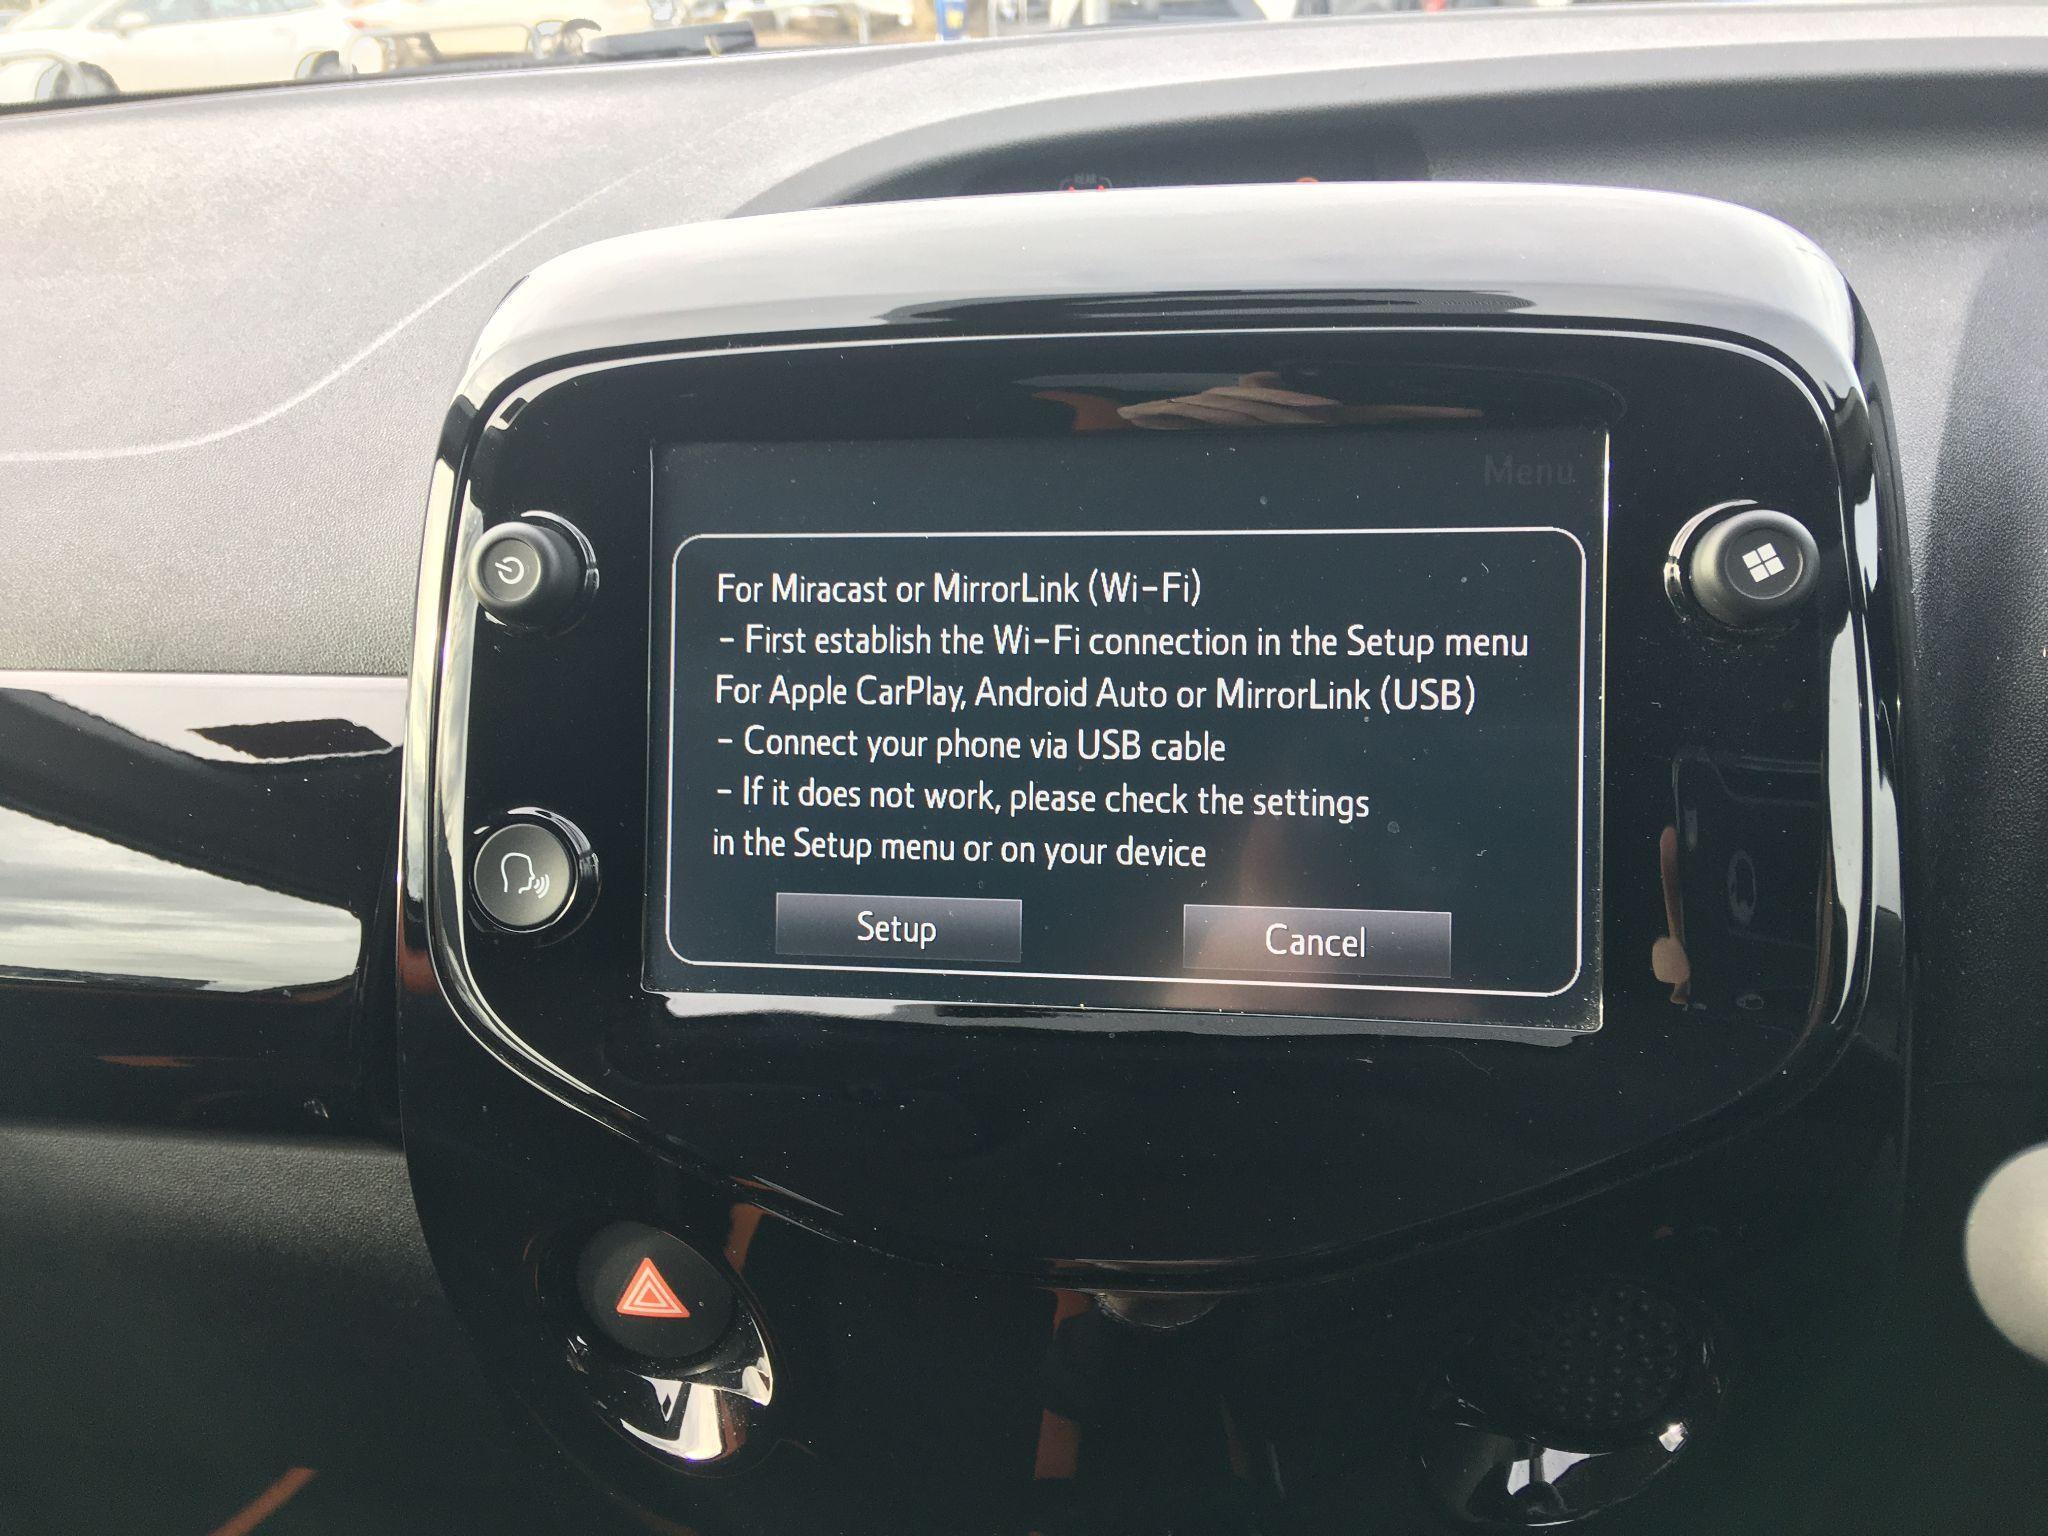 Menu
For Miracast or MirrorLink (Wi-Fi)
- First establish the Wi-Fi connection in the Setup menu
For Apple CarPlay, Android Auto or MirrorLink (USB)
- Connect your phone via USB cable
- If it does not work, please check the settings
in the Setup menu or on your device
Setup
Cancel